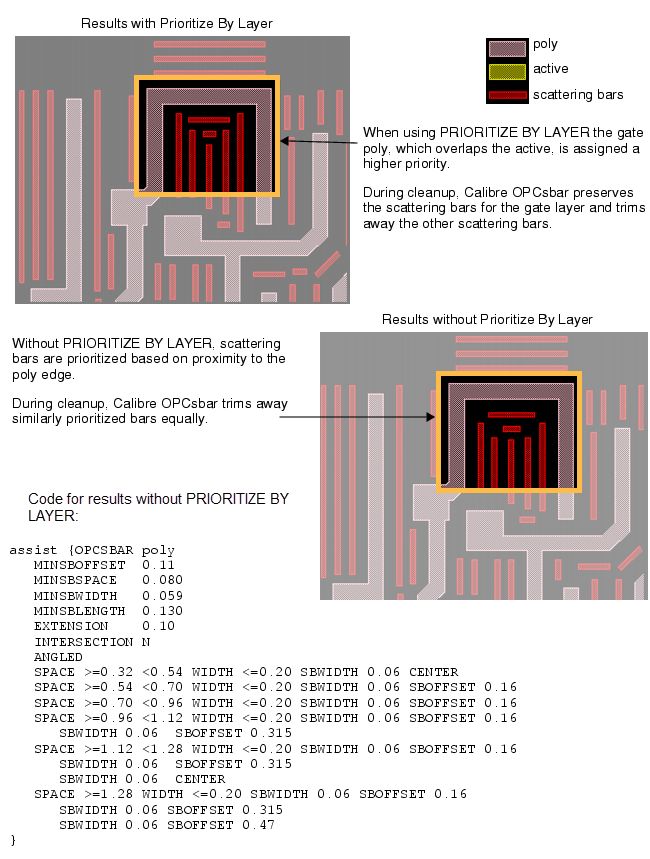 Results with Prioritize By Layer
poly
active
scattering bars
When using PRIORITIZE BY LAYER the gate
poly, which overlaps the active, is assigned a
higher priority.
During cleanup, Calibre OPCsbar preserves
the scattering bars for the gate layer and trims
away the other scattering bars.
Results without Prioritize By Layer
Without PRIORITIZE BY LAYER, scattering
bars are prioritized based on proximity to the
poly edge.
During cleanup, Calibre OPCsbar trims away
similarly prioritized bars equally.
Code for results without PRIORITIZE BY
LAYER:
assist {OPCSBAR poly
MINSBOFFSET 0.11
MINSBSPACE 0.080
MINSBWIDTH 0.059
MINSBLENGTH 0.130
EXTENSION 0.10
INTERSECTION N
ANGLED
SPACE >=0.32 <0.54 WIDTH <=0.20 SBWIDTH 0.06 CENTER
SPACE >=0.54 <0.70 WIDTH <=0.20 SBWIDTH 0.06 SBOFFSET 0.16
SPACE >=0.70 <0.96 WIDTH <=0.20 SBWIDTH 0.06 SBOFFSET 0.16
SPACE >=0.96 <1.12 WIDTH <=0.20 SBWIDTH 0.06 SBOFFSET 0.16
SBWIDTH 0.06 SBOFFSET 0.315
SPACE >=1.12 <1.28 WIDTH <=0.20 SBWIDTH 0.06 SBOFFSET 0.16
SBWIDTH 0.06 SBOFFSET 0.315
SBWIDTH 0.06 CENTER
SPACE >=1.28 WIDTH <=0.20 SBWIDTH 0.06 SBOFFSET 0.16
SBWIDTH 0.06 SBOFFSET 0.315
SBWIDTH 0.06 SBOFFSET 0.47
}